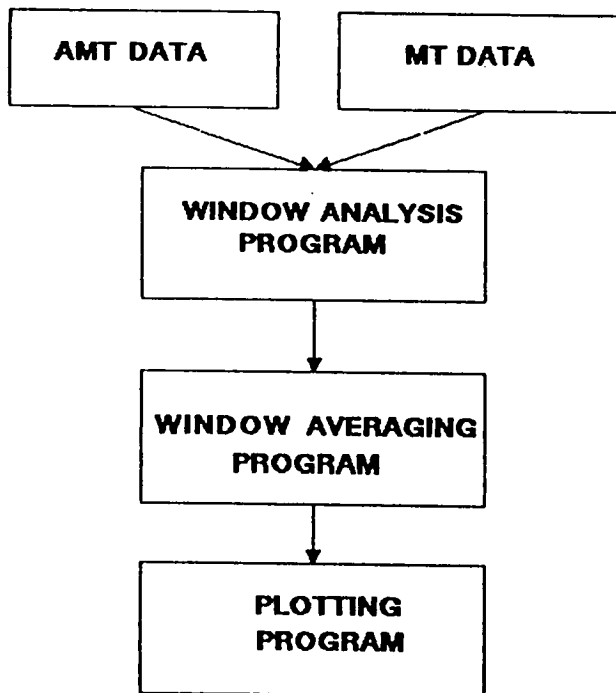 AMT DATA
MT DATA
WINDOW ANALYSIS
PROGRAM
WINDOW AVERAGING
PROGRAM
PLOTTING
PROGRAM